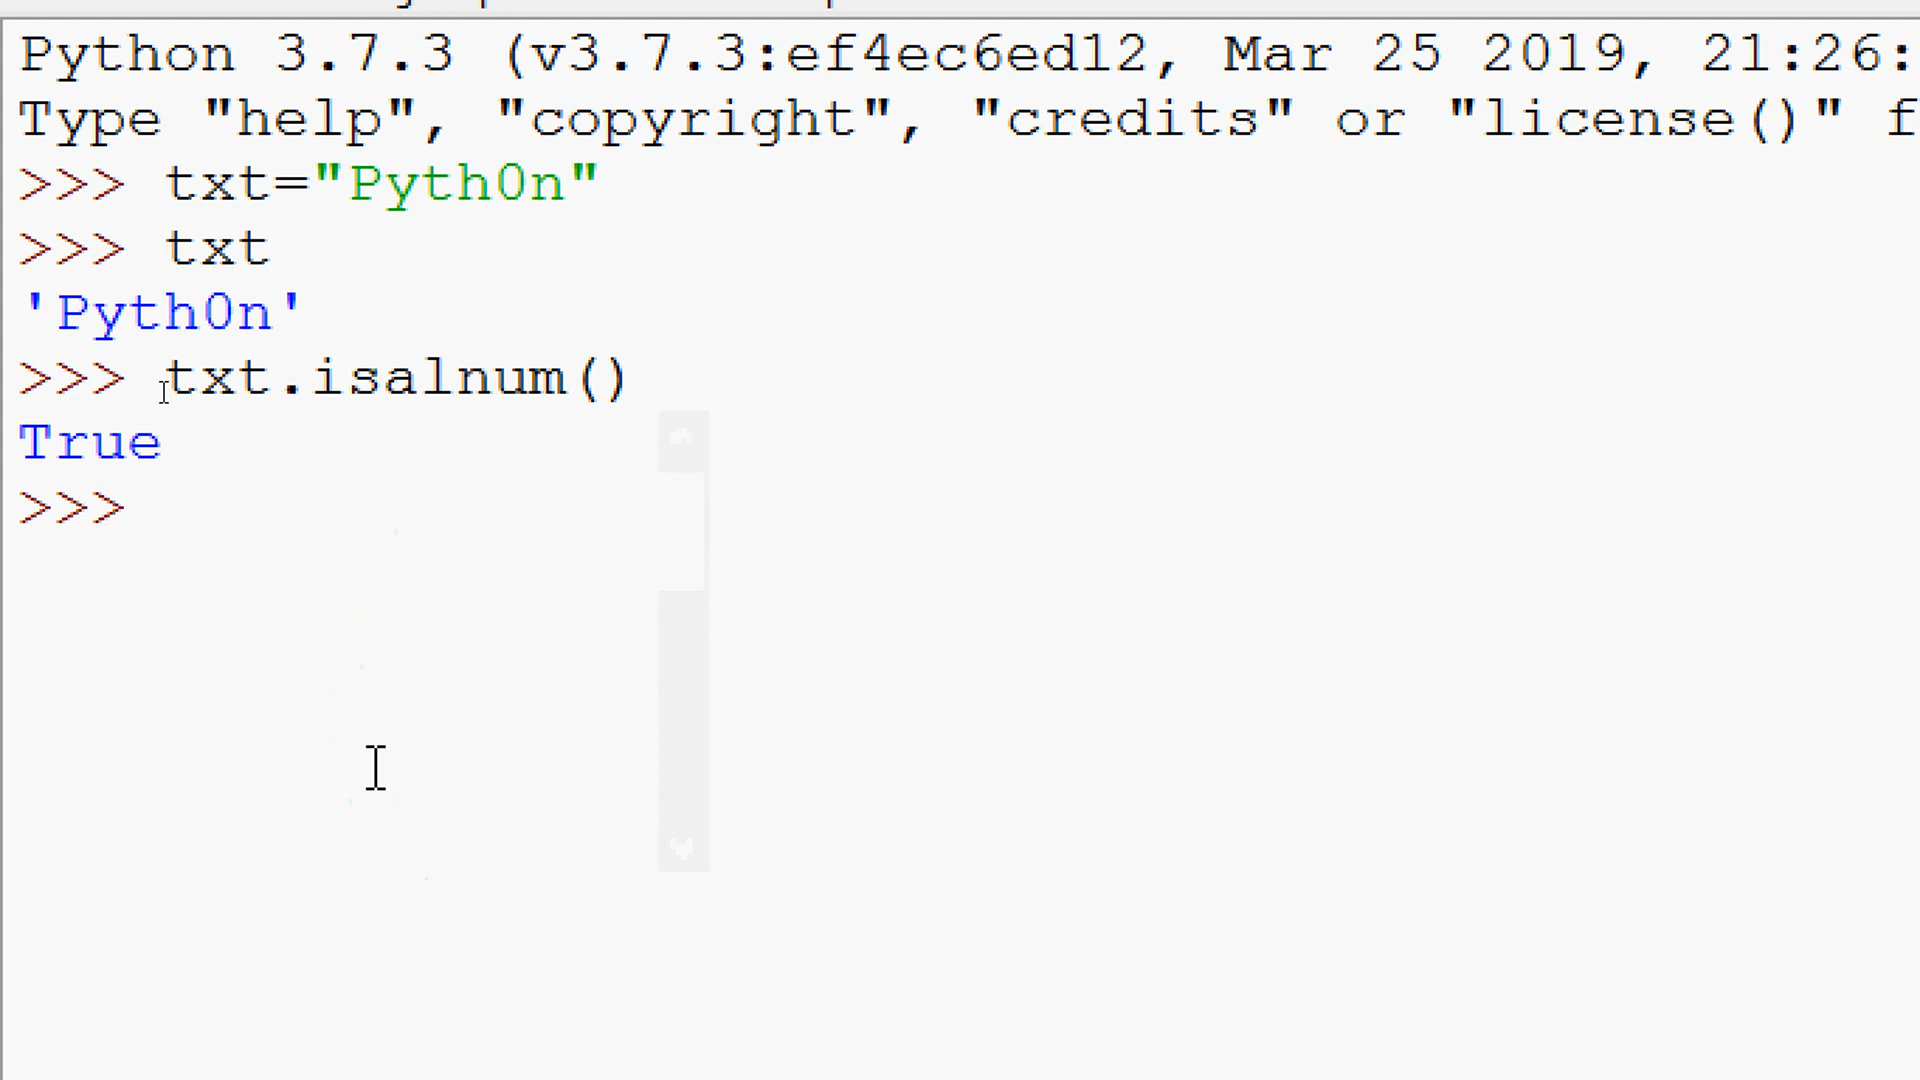 Python 3.7.3 (v3.7.3:ef4ec6ed12, Mar 25 2019, 21:26:
Type "help", "copyright", "credits" or "license()" f
>>> txt="Pyth0n"
>>> txt
'Pyth0n'
>>> txt.isalnum()
True
>>>